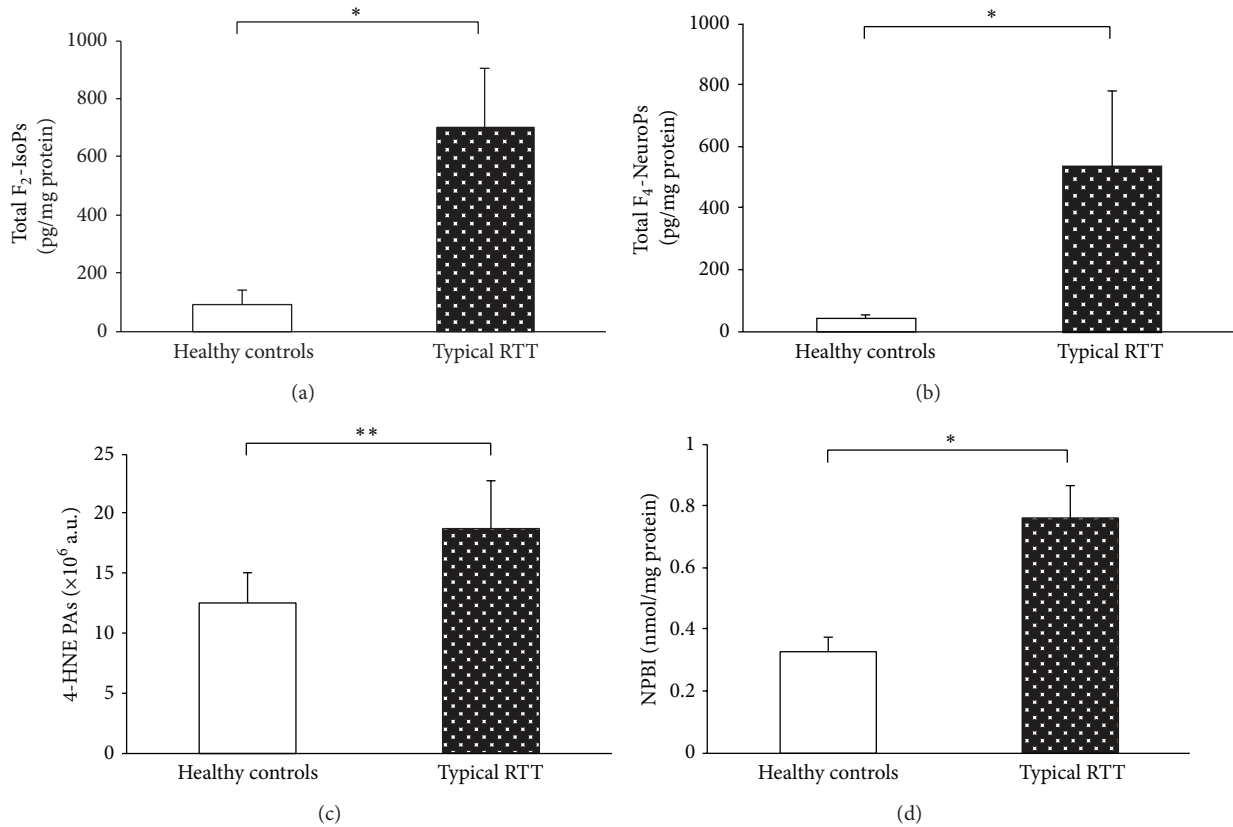 Total F₂-IsoPs
(pg/mg protein)
1000
800
600
400
200
0
*
Healthy controls
Typical RTT
(a)
Total F₄-NeuroPs
(pg/mg protein)
1000
800
600
400
200
0
*
Healthy controls
Typical RTT
(b)
4-HNE PAs (×10⁶ a.u.)
25
20
15
10
5
0
**
Healthy controls
Typical RTT
(c)
NPBI (nmol/mg protein)
1
0.8
0.6
0.4
0.2
0
*
Healthy controls
Typical RTT
(d)